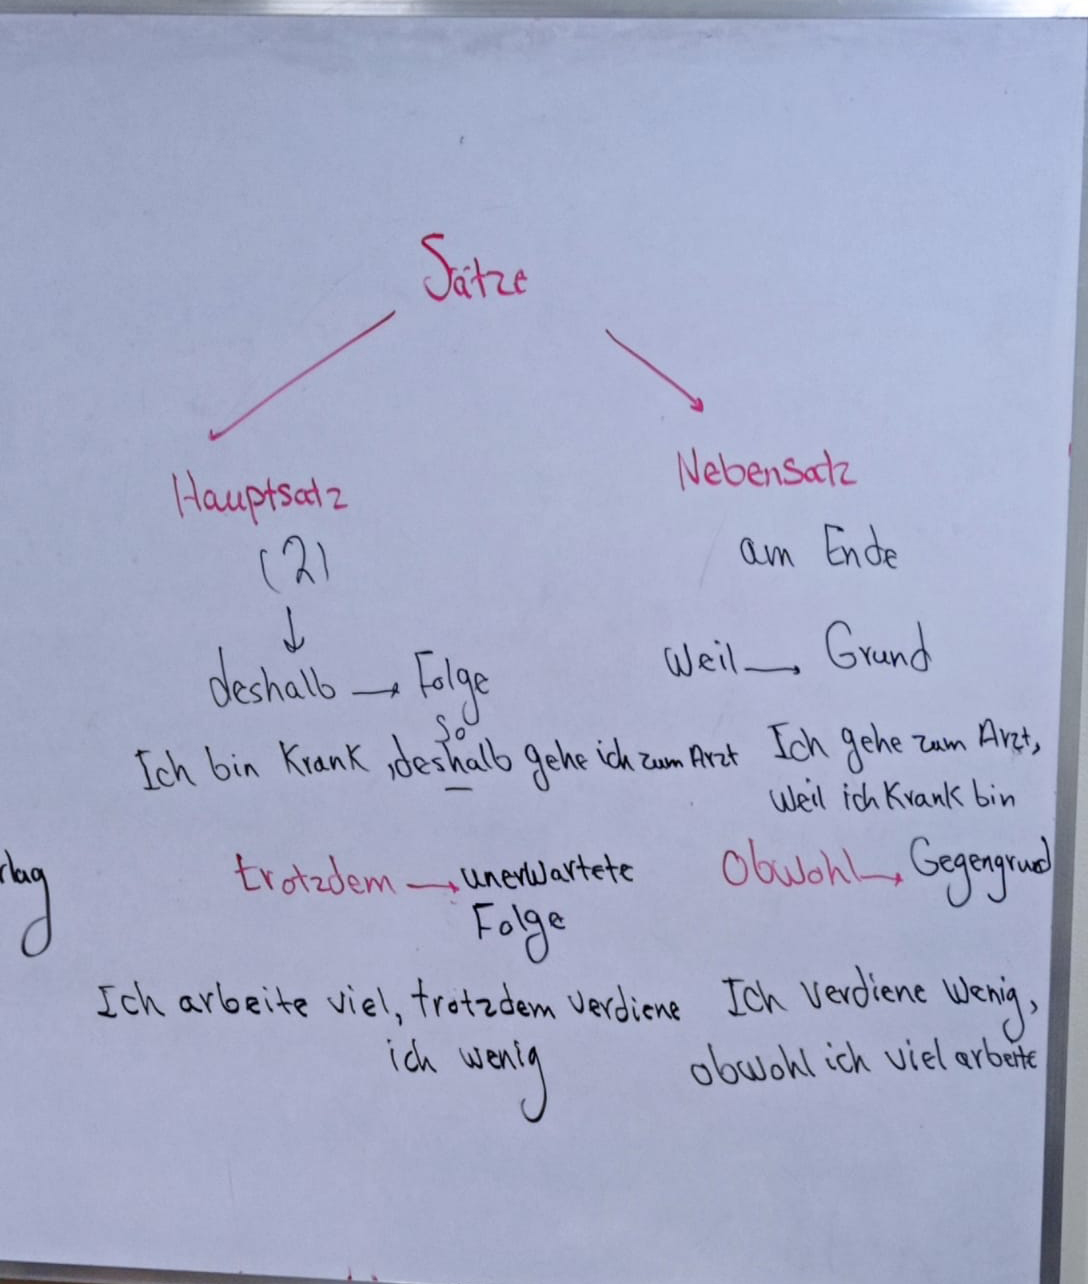 Sätze
Hauptsatz
(2)
↓
deshalb → Folge
so
Ich bin Krank, deshalb gehe ich zum Arzt
trotzdem → unerwartete
Folge
Ich arbeite viel, trotzdem verdiene
ich wenig
Nebensatz
am Ende
weil → Grund
Ich gehe zum Arzt,
weil ich Krank bin
Obwohl → Gegengrund
Ich verdiene wenig,
obwohl ich viel arbeite